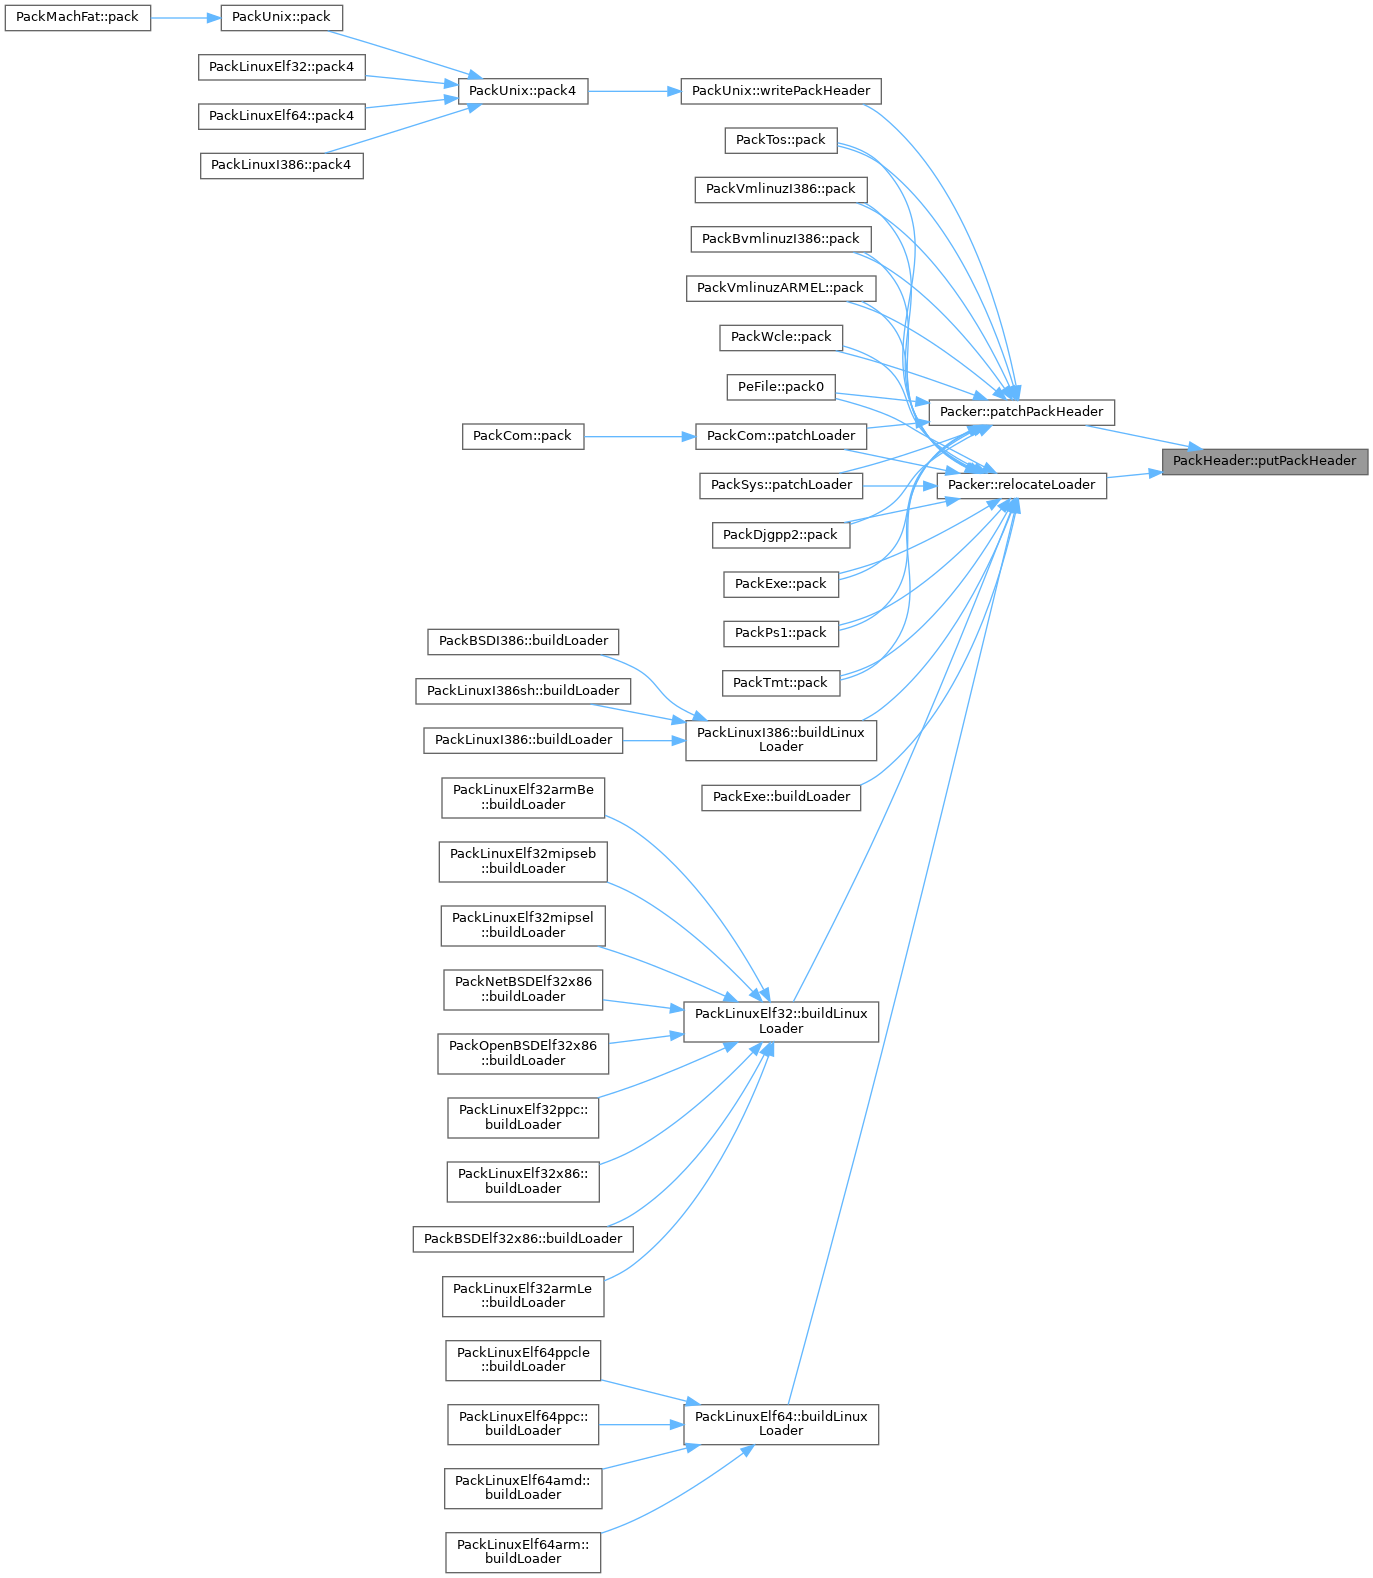 PackMachFat::pack
PackUnix::pack
PackLinuxElf32::pack4
PackUnix::pack4
PackUnix::writePackHeader
PackLinuxElf64::pack4
PackTos::pack
PackLinuxI386::pack4
PackVmlinuzI386::pack
PackBvmlinuzI386::pack
PackVmlinuzARMEL::pack
PackWcle::pack
PeFile::pack0
Packer::patchPackHeader
PackCom::pack
PackCom::patchLoader
PackHeader::putPackHeader
PackSys::patchLoader
Packer::relocateLoader
PackDjgpp2::pack
PackExe::pack
PackPs1::pack
PackBSDI386::buildLoader
PackTmt::pack
PackLinuxI386sh::buildLoader
PackLinuxI386::buildLinux
Loader
PackLinuxI386::buildLoader
PackExe::buildLoader
PackLinuxElf32armBe
::buildLoader
PackLinuxElf32mipseb
::buildLoader
PackLinuxElf32mipsel
::buildLoader
PackNetBSDElf32x86
::buildLoader
PackLinuxElf32::buildLinux
Loader
PackOpenBSDElf32x86
::buildLoader
PackLinuxElf32ppc::
buildLoader
PackLinuxElf32x86::
buildLoader
PackBSDElf32x86::buildLoader
PackLinuxElf32armLe
::buildLoader
PackLinuxElf64ppcle
::buildLoader
PackLinuxElf64ppc::
buildLoader
PackLinuxElf64::buildLinux
Loader
PackLinuxElf64amd::
buildLoader
PackLinuxElf64arm::
buildLoader